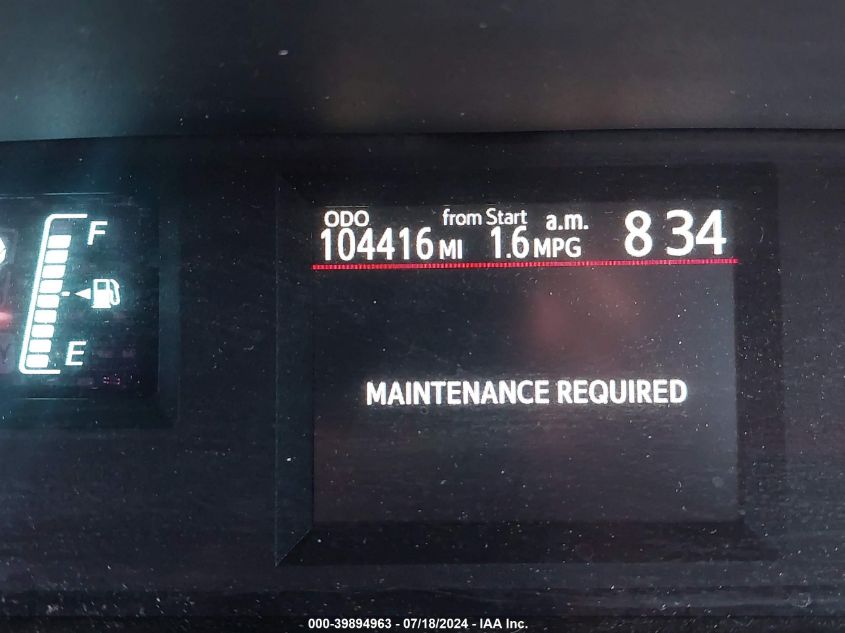 F
E
ODO from Start a.m. 8 34
104416 MI 1.6 MPG
MAINTENANCE REQUIRED
000-39894963 - 07/18/2024 - IAA Inc.